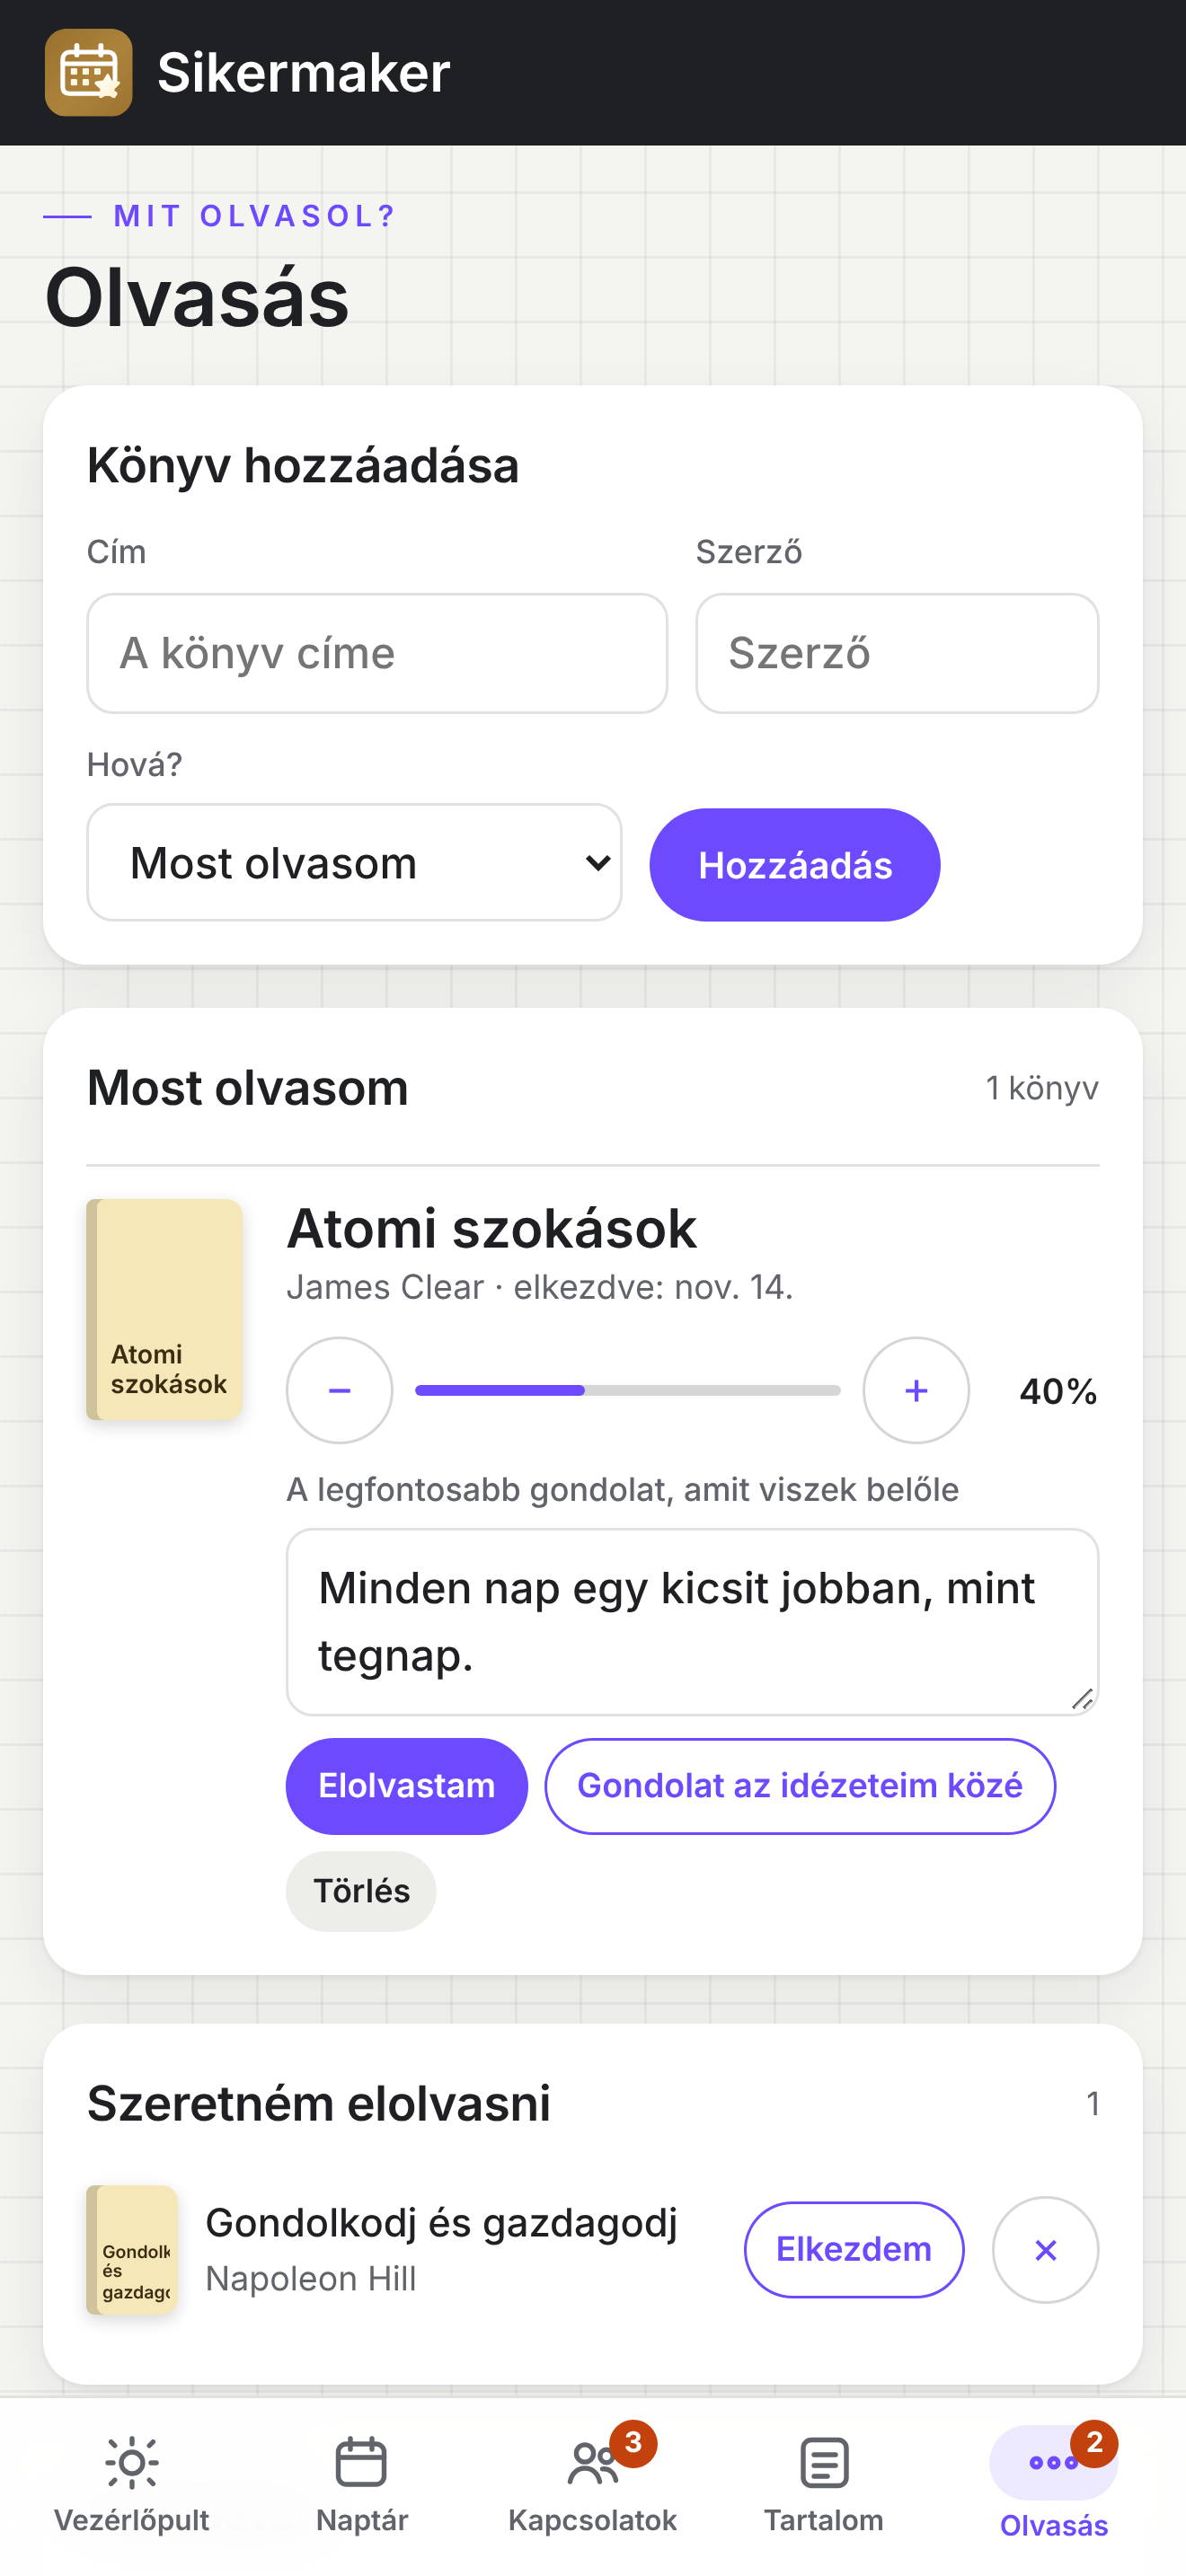 Sikermaker
MIT OLVASOL?
Olvasás
Könyv hozzáadása
Cím
Szerző
A könyv címe
Szerző
Hová?
Most olvasom
Hozzáadás
Most olvasom
1 könyv
Atomi
szokások
Atomi szokások
James Clear · elkezdve: nov. 14.
−
+
40%
A legfontosabb gondolat, amit viszek belőle
Minden nap egy kicsit jobban, mint
tegnap.
Elolvastam
Gondolat az idézeteim közé
Törlés
Szeretném elolvasni
1
és
Gondolkodj és gazdagodj
Napoleon Hill
Elkezdem
×
3
2
Vezérlőpult
Naptár
Kapcsolatok
Tartalom
Olvasás